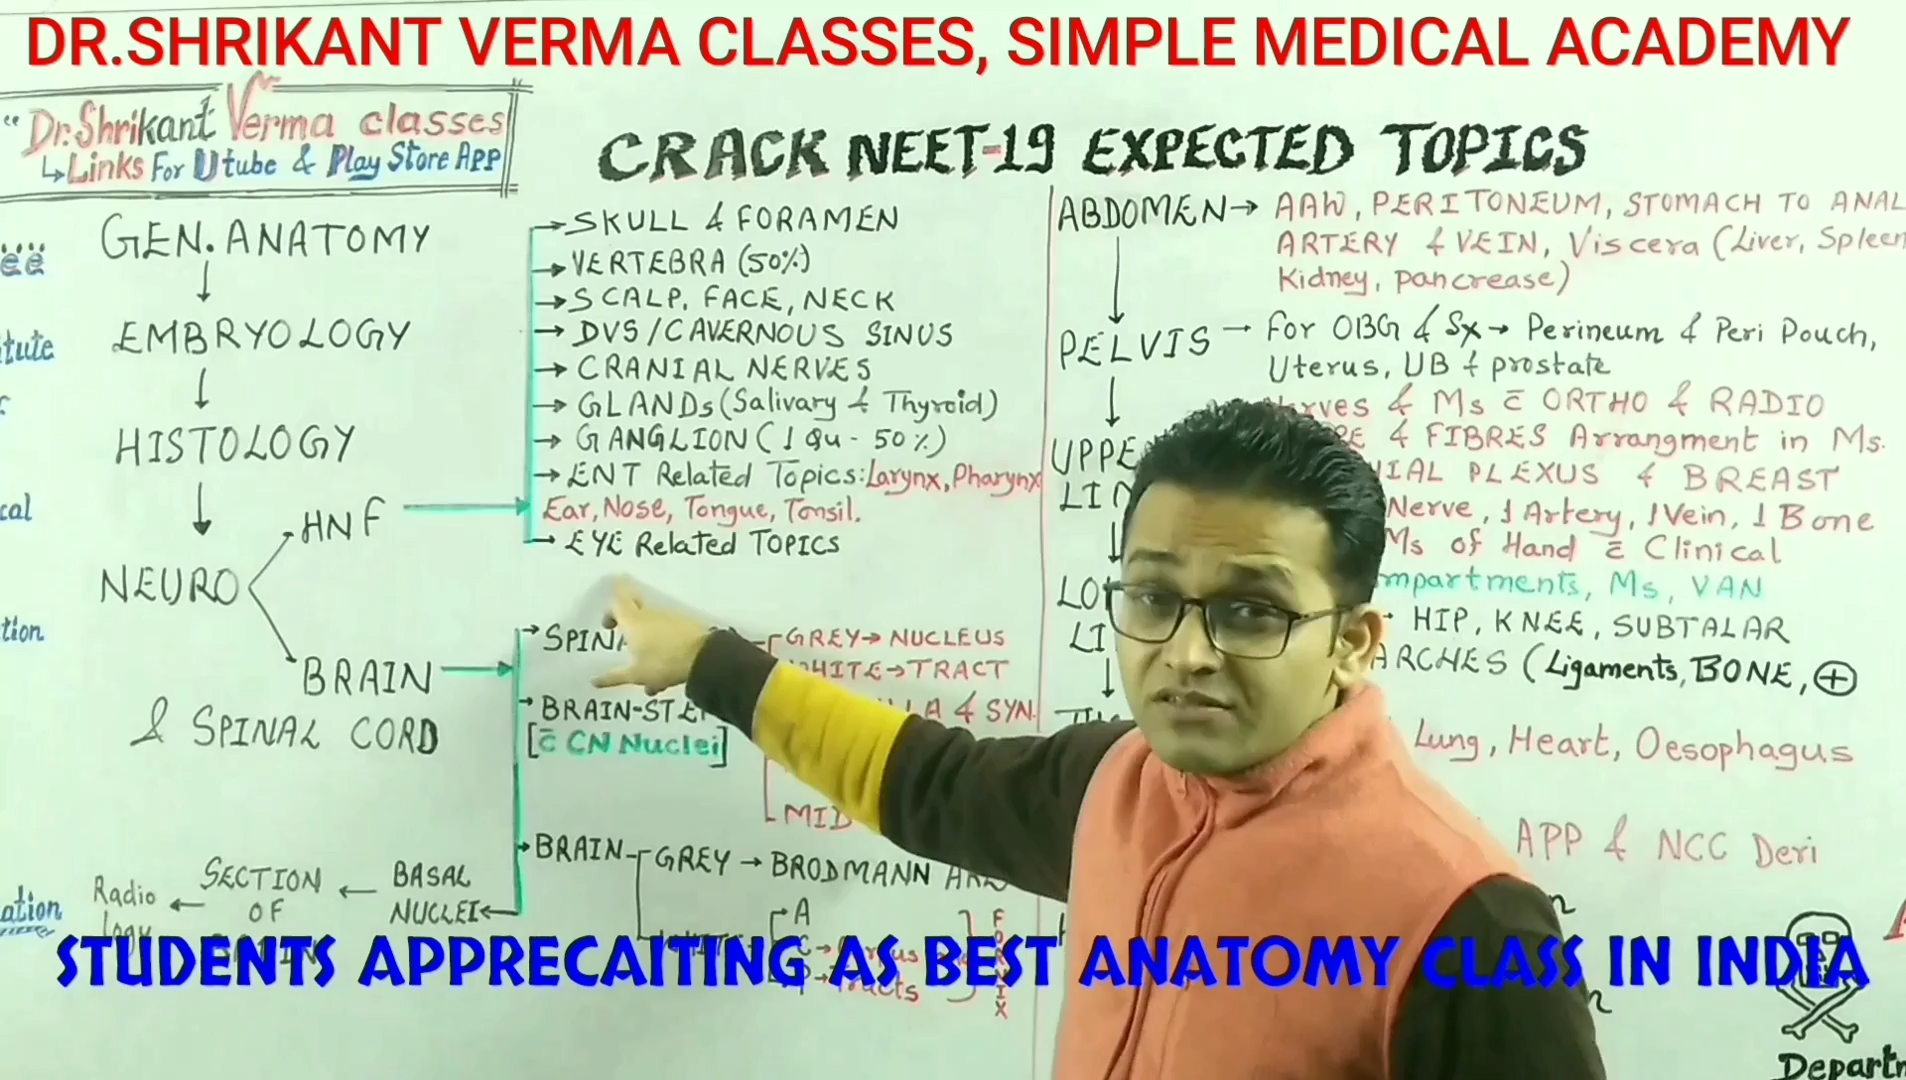 DR.SHRIKANT VERMA CLASSES, SIMPLE MEDICAL ACADEMY
Dr.Shrikant Verma classes
Links For Utube & Play Store App
CRACK NEET-19 EXPECTED TOPICS
GEN. ANATOMY
EMBRYOLOGY
HISTOLOGY
NEURO
HNF
BRAIN
& SPINAL CORD
→ SKULL & FORAMEN
→ VERTEBRA (50%)
→ SCALP, FACE, NECK
→ DVS/CAVERNOUS SINUS
→ CRANIAL NERVES
→ GLANDs (Salivary & Thyroid)
→ GANGLION (1 Qu - 50%)
→ ENT Related Topics: Larynx, Pharynx
Ear, Nose, Tongue, Tonsil.
→ EYE Related TOPICS
GREY → NUCLEUS
→ TRACT
& SYN.
[c̄ CN Nuclei]
BRAIN
GREY → BRODMANN
A
C
Tracts
FORNIX
BASAL
NUCLEI
SECTION
OF
Radio
logy
ABDOMEN → AAW, PERITONEUM, STOMACH TO ANAL
ARTERY & VEIN, Viscera (Liver, Spleen
Kidney, pancrease)
PELVIS → For OBG & Sx → Perineum & Peri Pouch,
Uterus, UB & prostate
& Ms c̄ ORTHO & RADIO
& FIBRES Arrangment in Ms.
PLEXUS & BREAST
Nerve, 1 Artery, 1 Vein, 1 Bone
Ms of Hand c̄ Clinical
Ms, VAN
HIP, KNEE, SUBTALAR
ARCHES (Ligaments, BONE, +
Lung, Heart, Oesophagus
APP & NCC Deri
STUDENTS APPRECAITING AS BEST ANATOMY CLASS IN INDIA